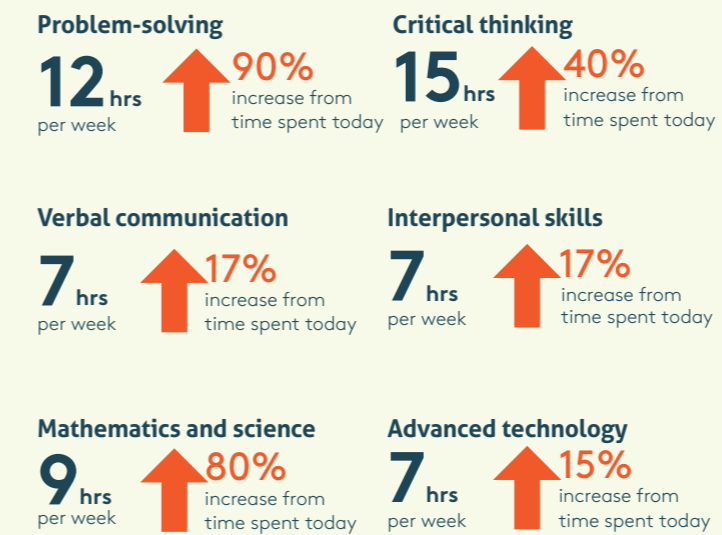 Problem-solving
12 hrs
per week
90%
increase from
time spent today
Critical thinking
15 hrs
per week
40%
increase from
time spent today
Verbal communication
7 hrs
per week
17%
increase from
time spent today
Interpersonal skills
7 hrs
per week
17%
increase from
time spent today
Mathematics and science
9 hrs
per week
80%
increase from
time spent today
Advanced technology
7 hrs
per week
15%
increase from
time spent today